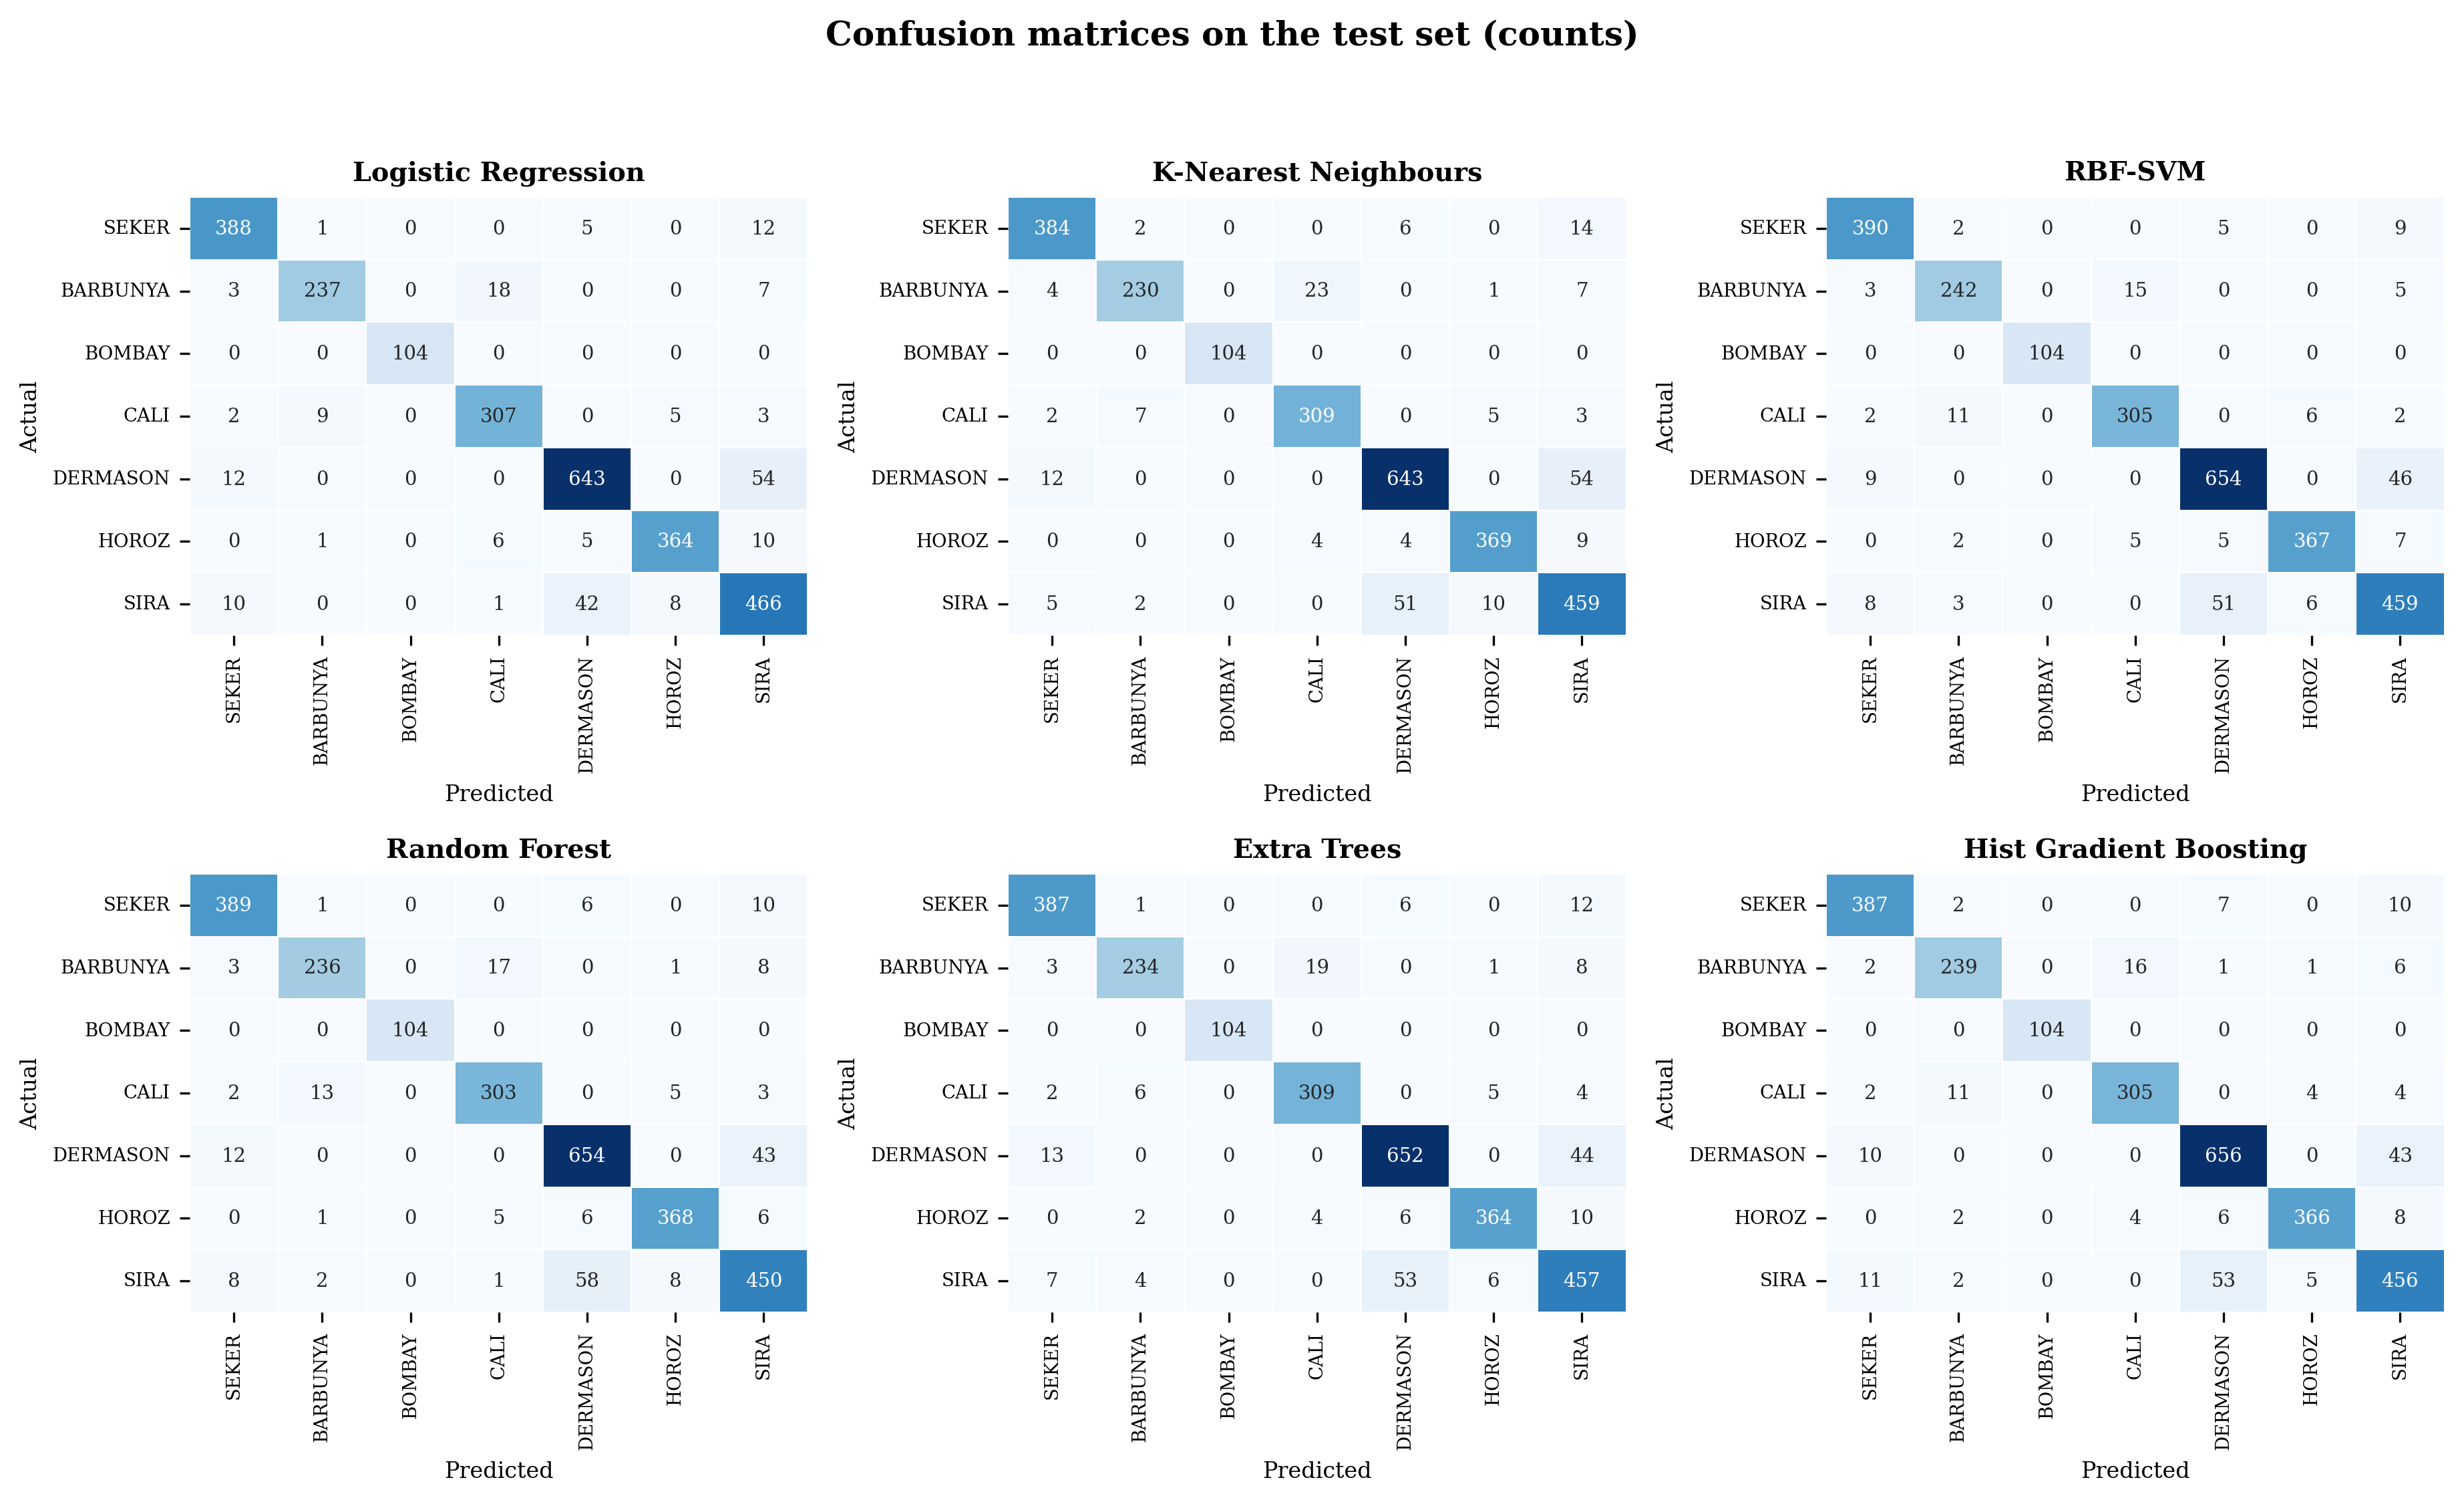 Confusion matrices on the test set (counts)
Logistic Regression
Actual
SEKER 388 1 0 0 5 0 12
BARBUNYA 3 237 0 18 0 0 7
BOMBAY 0 0 104 0 0 0 0
CALI 2 9 0 307 0 5 3
DERMASON 12 0 0 0 643 0 54
HOROZ 0 1 0 6 5 364 10
SIRA 10 0 0 1 42 8 466
SEKER BARBUNYA BOMBAY CALI DERMASON HOROZ SIRA
Predicted
K-Nearest Neighbours
Actual
SEKER 384 2 0 0 6 0 14
BARBUNYA 4 230 0 23 0 1 7
BOMBAY 0 0 104 0 0 0 0
CALI 2 7 0 309 0 5 3
DERMASON 12 0 0 0 643 0 54
HOROZ 0 0 0 4 4 369 9
SIRA 5 2 0 0 51 10 459
SEKER BARBUNYA BOMBAY CALI DERMASON HOROZ SIRA
Predicted
RBF-SVM
Actual
SEKER 390 2 0 0 5 0 9
BARBUNYA 3 242 0 15 0 0 5
BOMBAY 0 0 104 0 0 0 0
CALI 2 11 0 305 0 6 2
DERMASON 9 0 0 0 654 0 46
HOROZ 0 2 0 5 5 367 7
SIRA 8 3 0 0 51 6 459
SEKER BARBUNYA BOMBAY CALI DERMASON HOROZ SIRA
Predicted
Random Forest
Actual
SEKER 389 1 0 0 6 0 10
BARBUNYA 3 236 0 17 0 1 8
BOMBAY 0 0 104 0 0 0 0
CALI 2 13 0 303 0 5 3
DERMASON 12 0 0 0 654 0 43
HOROZ 0 1 0 5 6 368 6
SIRA 8 2 0 1 58 8 450
SEKER BARBUNYA BOMBAY CALI DERMASON HOROZ SIRA
Predicted
Extra Trees
Actual
SEKER 387 1 0 0 6 0 12
BARBUNYA 3 234 0 19 0 1 8
BOMBAY 0 0 104 0 0 0 0
CALI 2 6 0 309 0 5 4
DERMASON 13 0 0 0 652 0 44
HOROZ 0 2 0 4 6 364 10
SIRA 7 4 0 0 53 6 457
SEKER BARBUNYA BOMBAY CALI DERMASON HOROZ SIRA
Predicted
Hist Gradient Boosting
Actual
SEKER 387 2 0 0 7 0 10
BARBUNYA 2 239 0 16 1 1 6
BOMBAY 0 0 104 0 0 0 0
CALI 2 11 0 305 0 4 4
DERMASON 10 0 0 0 656 0 43
HOROZ 0 2 0 4 6 366 8
SIRA 11 2 0 0 53 5 456
SEKER BARBUNYA BOMBAY CALI DERMASON HOROZ SIRA
Predicted